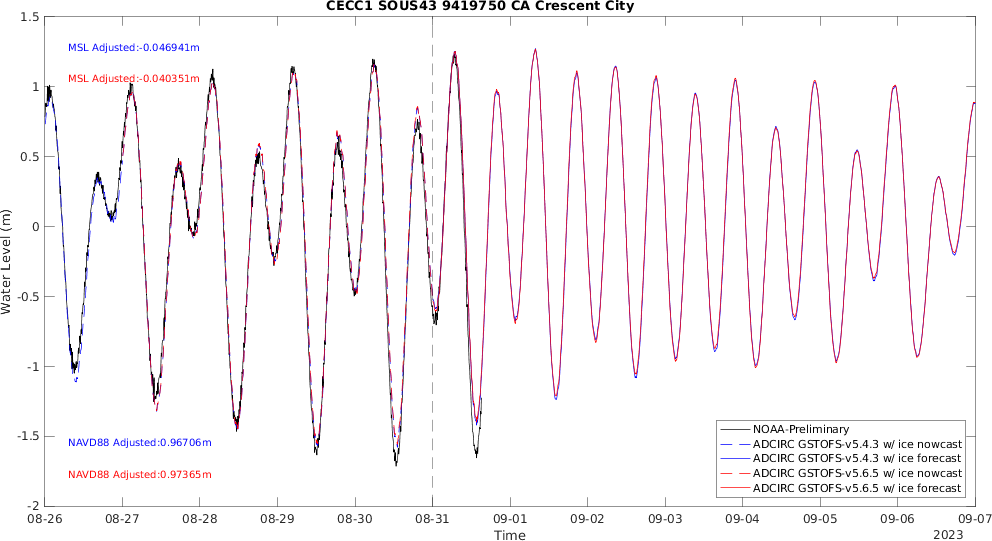 CECC1 SOUS43 9419750 CA Crescent City
1.5
1
0.5
0
-0.5
-1
-1.5
-2
Water Level (m)
MSL Adjusted:-0.046941m
MSL Adjusted:-0.040351m
NAVD88 Adjusted:0.96706m
NAVD88 Adjusted:0.97365m
NOAA-Preliminary
ADCIRC GSTOFS-v5.4.3 w/ ice nowcast
ADCIRC GSTOFS-v5.4.3 w/ ice forecast
ADCIRC GSTOFS-v5.6.5 w/ ice nowcast
ADCIRC GSTOFS-v5.6.5 w/ ice forecast
08-26 08-27 08-28 08-29 08-30 08-31 09-01 09-02 09-03 09-04 09-05 09-06 09-07
Time
2023